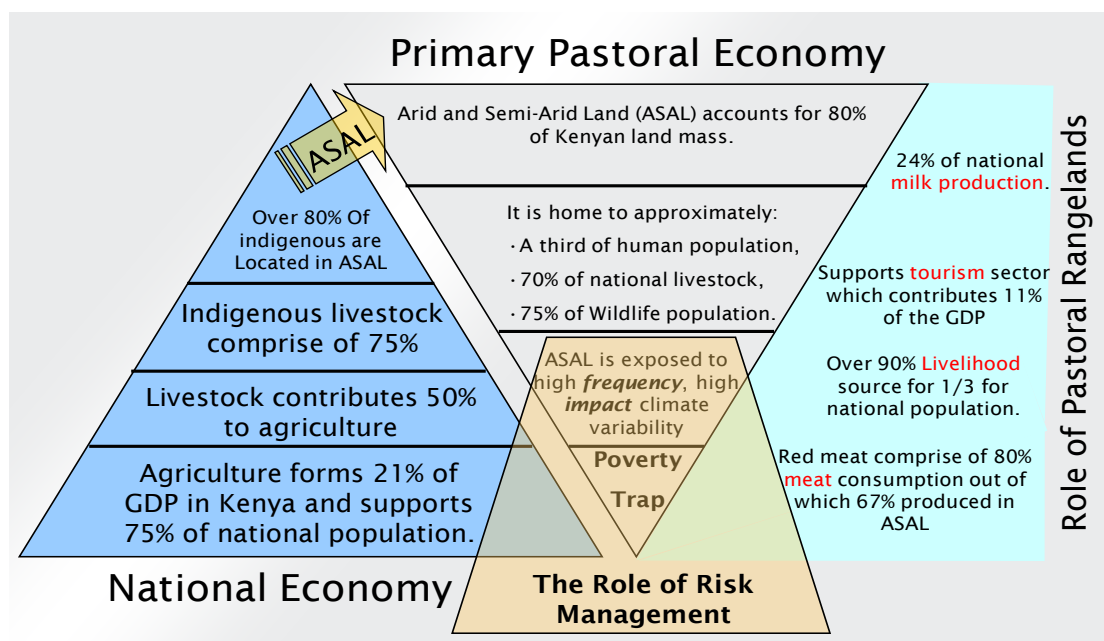 Primary Pastoral Economy
ASAL
Over 80% Of
indigenous are
Located in ASAL
Indigenous livestock
comprise of 75%
Livestock contributes 50%
to agriculture
Agriculture forms 21% of
GDP in Kenya and supports
75% of national population.
National Economy
Arid and Semi-Arid Land (ASAL) accounts for 80%
of Kenyan land mass.
It is home to approximately:
· A third of human population,
· 70% of national livestock,
· 75% of Wildlife population.
ASAL is exposed to
high frequency, high
impact climate
variability
Poverty
Trap
The Role of Risk
Management
24% of national
milk production.
Supports tourism sector
which contributes 11%
of the GDP
Over 90% Livelihood
source for 1/3 for
national population.
Red meat comprise of 80%
meat consumption out of
which 67% produced in
ASAL
Role of Pastoral Rangelands